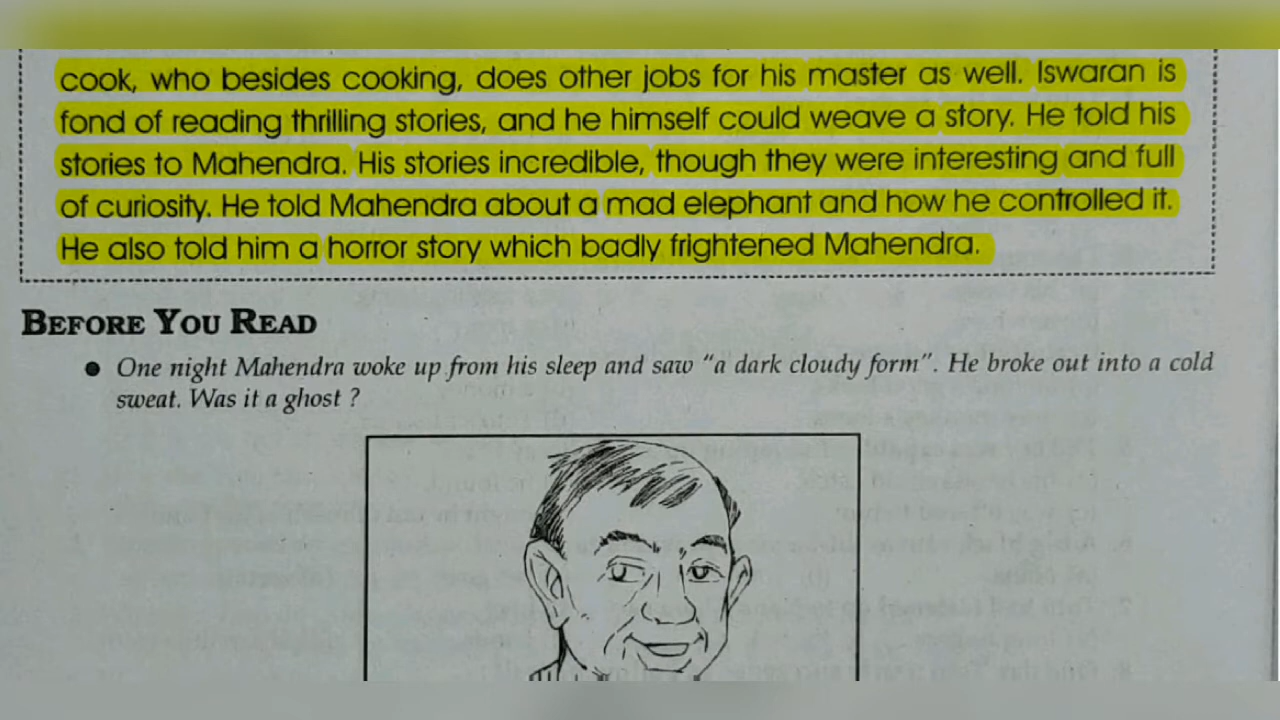 cook, who besides cooking, does other jobs for his master as well. Iswaran is
fond of reading thrilling stories, and he himself could weave a story. He told his
stories to Mahendra. His stories incredible, though they were interesting and full
of curiosity. He told Mahendra about a mad elephant and how he controlled it.
He also told him a horror story which badly frightened Mahendra.
BEFORE YOU READ
● One night Mahendra woke up from his sleep and saw “a dark cloudy form”. He broke out into a cold
sweat. Was it a ghost ?